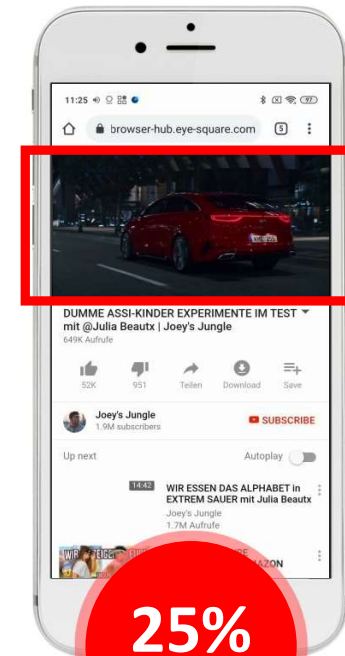 11:25
97
browser-hub.eye-square.com
5
DUMME ASSI-KINDER EXPERIMENTE IM TEST
mit @Julia Beautx | Joey's Jungle
649K Aufrufe
52K
951
Teilen
Download
Save
Joey's Jungle
1.9M subscribers
SUBSCRIBE
Up next
Autoplay
14:42
WIR ESSEN DAS ALPHABET in
EXTREM SAUER mit Julia Beautx
Joey's Jungle
1.7M Aufrufe
25%